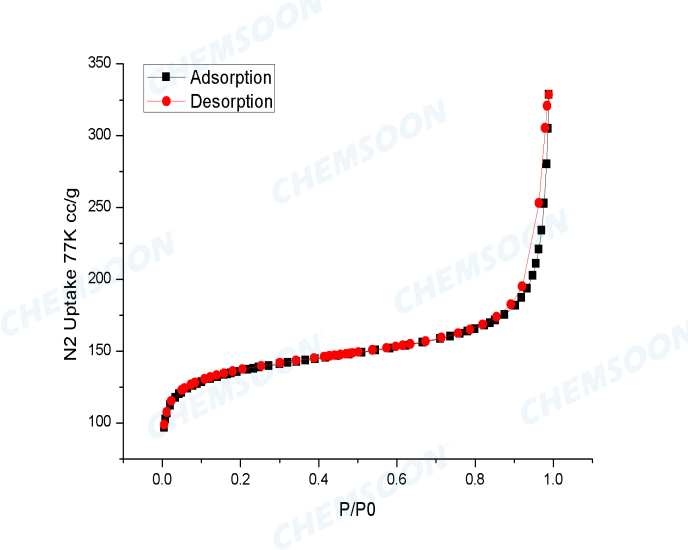 CHEMSOON
350
Adsorption
Desorption
300
CHEMSOON
250
CHEMSOON
CHEMSOON
200
N2 Uptake 77K cc/g
150
CHEMSOON
CHEMSOON
100
CHEMSOON
0.0 0.2 0.4 0.6 0.8 1.0
P/P0